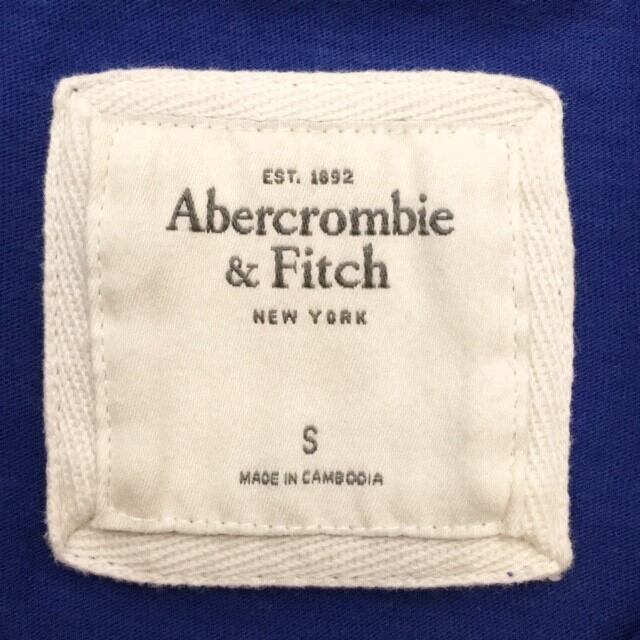 EST. 1892
Abercrombie
& Fitch
NEW YORK
S
MADE IN CAMBODIA